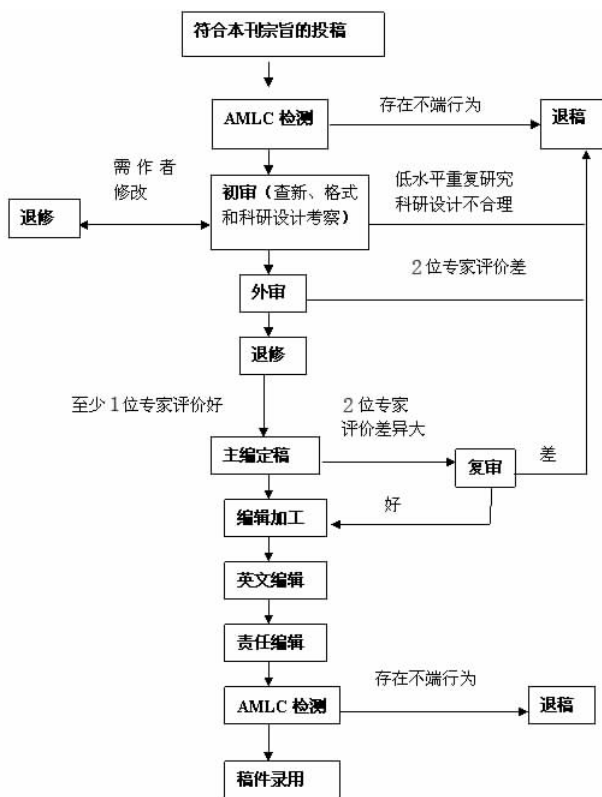 符合本刊宗旨的投稿
AMLC 检测
存在不端行为
退稿
需 作 者
修改
退修
初审（查新、格式
和科研设计考察）
低水平重复研究
科研设计不合理
外审
2位专家评价差
退修
至少1位专家评价好
2位专家
评价差异大
主编定稿
复审
差
好
编辑加工
英文编辑
责任编辑
AMLC 检测
存在不端行为
退稿
稿件录用